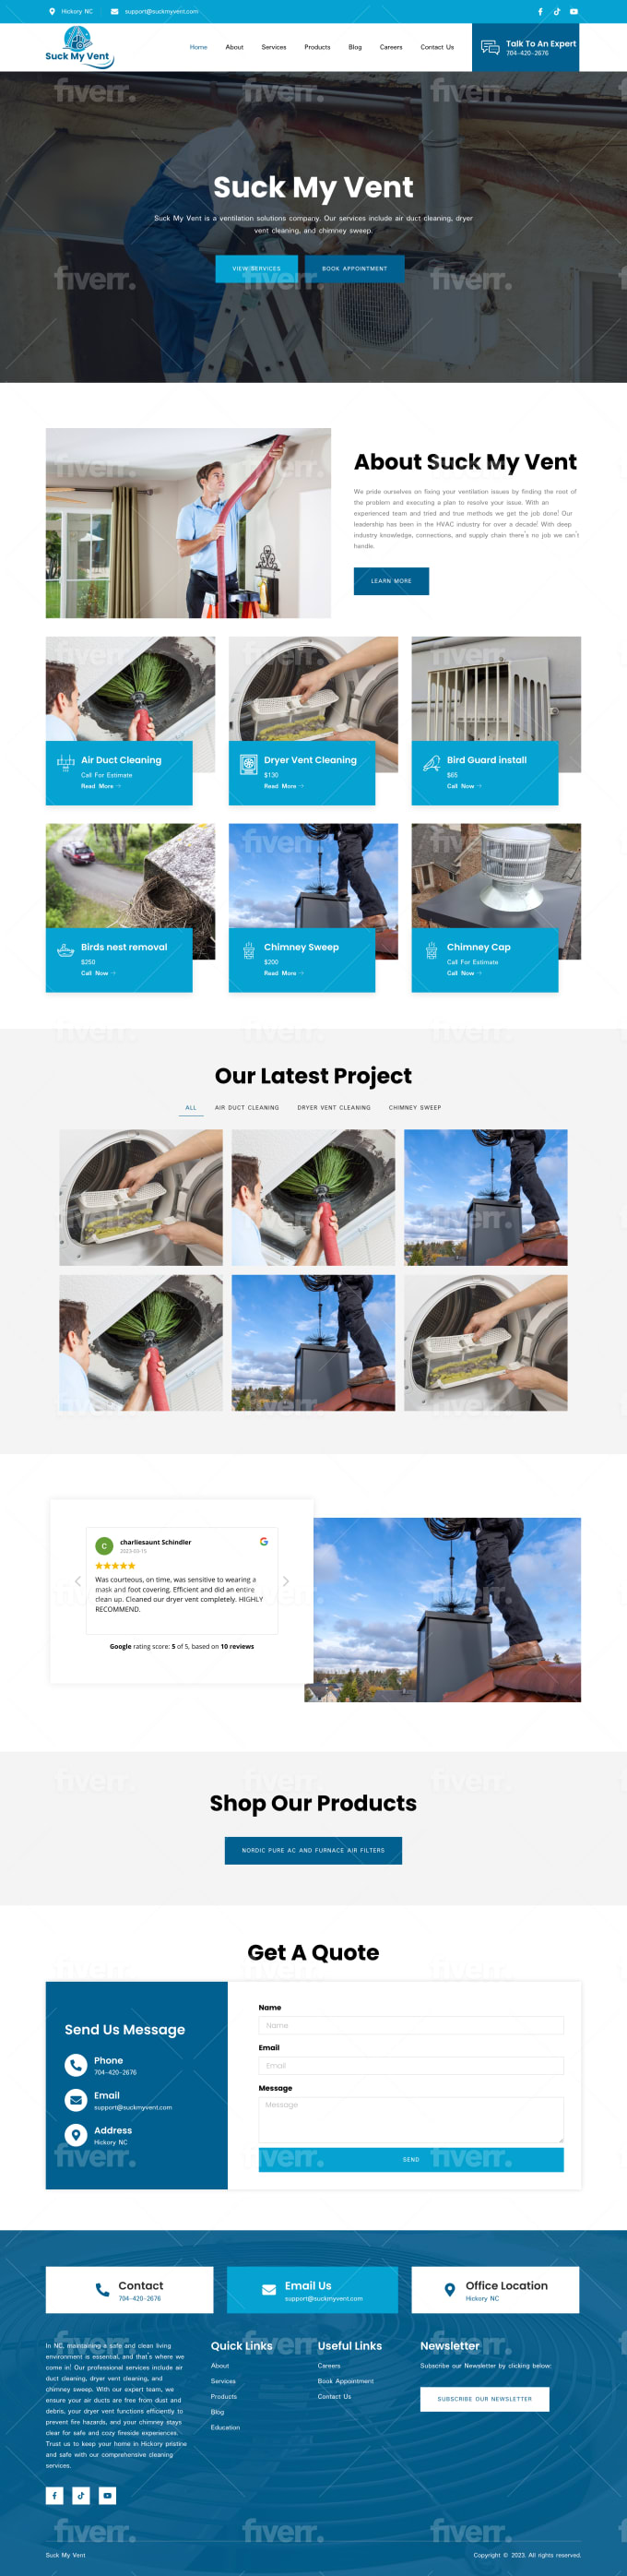 Hickory NC
support@suckmyvent.com
Suck My Vent
Home
About
Services
Products
Blog
Careers
Contact Us
Talk To An Expert
704-420-2676
fiverr.
fiverr.
fiverr.
Suck My Vent
Suck My Vent is a ventilation solutions company. Our services include air duct cleaning, dryer
vent cleaning, and chimney sweep.
VIEW SERVICES
BOOK APPOINTMENT
fiverr.
fiverr.
fiverr.
About Suck My Vent
We pride ourselves on fixing your ventilation issues by finding the root of
the problem and executing a plan to resolve your issue. With an
experienced team and tried and true methods we get the job done! Our
leadership has been in the HVAC industry for over a decade! With deep
industry knowledge, connections, and supply chain there's no job we can't
handle.
LEARN MORE
Air Duct Cleaning
Call For Estimate
Read More
Dryer Vent Cleaning
$130
Read More
Bird Guard install
$65
Call Now
Birds nest removal
$250
Call Now
Chimney Sweep
$200
Read More
Chimney Cap
Call For Estimate
Call Now
Our Latest Project
ALL
AIR DUCT CLEANING
DRYER VENT CLEANING
CHIMNEY SWEEP
C
charliesaunt Schindler
2023-03-15
Was courteous, on time, was sensitive to wearing a
mask and foot covering. Efficient and did an entire
clean up. Cleaned our dryer vent completely. HIGHLY
RECOMMEND.
Google rating score: 5 of 5, based on 10 reviews
Shop Our Products
NORDIC PURE AC AND FURNACE AIR FILTERS
Get A Quote
Send Us Message
Phone
704-420-2676
Email
support@suckmyvent.com
Address
Hickory NC
Name
Name
Email
Email
Message
Message
SEND
fiverr.
fiverr.
fiverr.
Contact
704-420-2676
Email Us
support@suckmyvent.com
Office Location
Hickory NC
In NC, maintaining a safe and clean living
environment is essential, and that's where we
come in! Our professional services include air
duct cleaning, dryer vent cleaning, and
chimney sweep. With our expert team, we
ensure your air ducts are free from dust and
debris, your dryer vent functions efficiently to
prevent fire hazards, and your chimney stays
clear for safe and cozy fireside experiences.
Trust us to keep your home in Hickory pristine
and safe with our comprehensive cleaning
services.
Quick Links
About
Services
Products
Blog
Education
Useful Links
Careers
Book Appointment
Contact Us
Newsletter
Subscribe our Newsletter by clicking below:
SUBSCRIBE OUR NEWSLETTER
fiverr.
fiverr.
fiverr.
Suck My Vent
Copyright © 2023. All rights reserved.